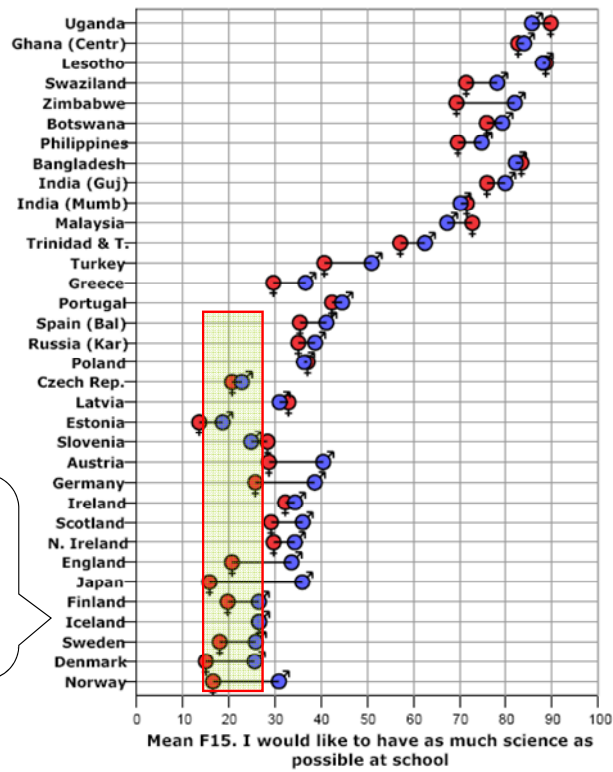 Uganda
Ghana (Centr)
Lesotho
Swaziland
Zimbabwe
Botswana
Philippines
Bangladesh
India (Guj)
India (Mumb)
Malaysia
Trinidad & T.
Turkey
Greece
Portugal
Spain (Bal)
Russia (Kar)
Poland
Czech Rep.
Latvia
Estonia
Slovenia
Austria
Germany
Ireland
Scotland
N. Ireland
England
Japan
Finland
Iceland
Sweden
Denmark
Norway
0 10 20 30 40 50 60 70 80 90 100
Mean F15. I would like to have as much science as
possible at school